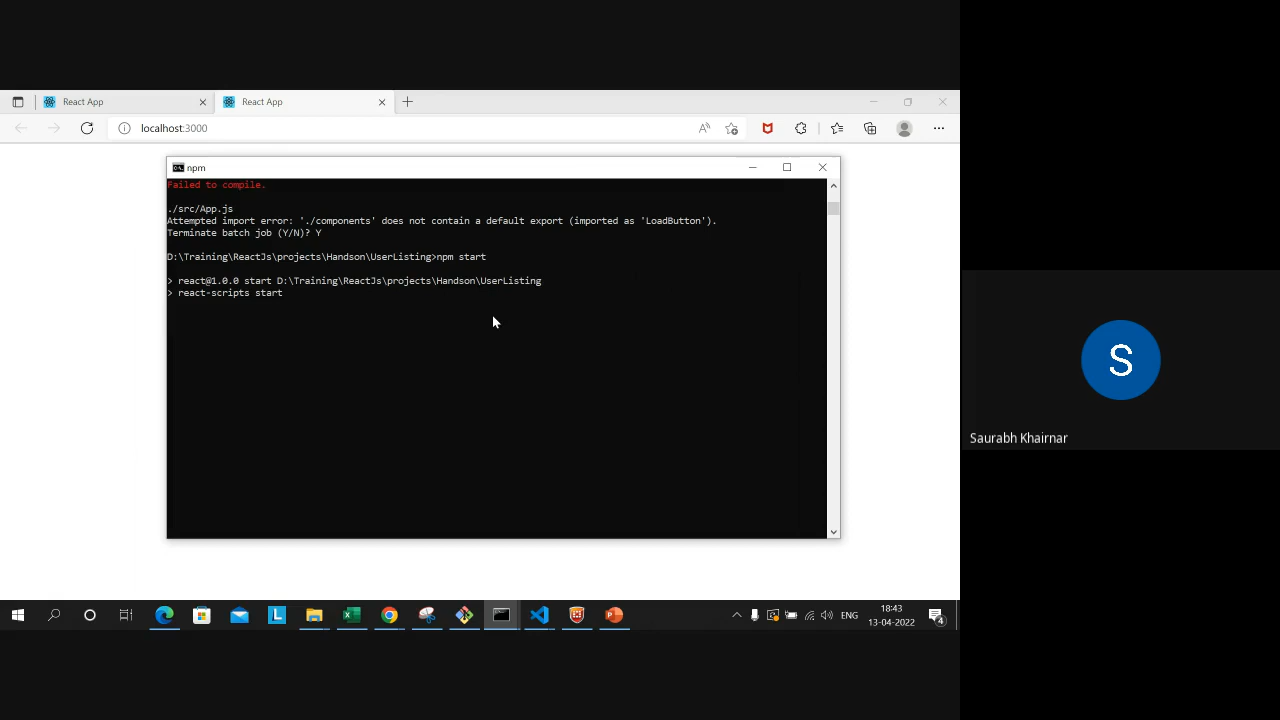 React App
React App
localhost:3000
npm
Failed to compile.
./src/App.js
Attempted import error: './components' does not contain a default export (imported as 'LoadButton').
Terminate batch job (Y/N)? Y
D:\Training\ReactJs\projects\Handson\UserListing>npm start
> react@1.0.0 start D:\Training\ReactJs\projects\Handson\UserListing
> react-scripts start
S
Saurabh Khairnar
L
ENG
18:43
13-04-2022
4